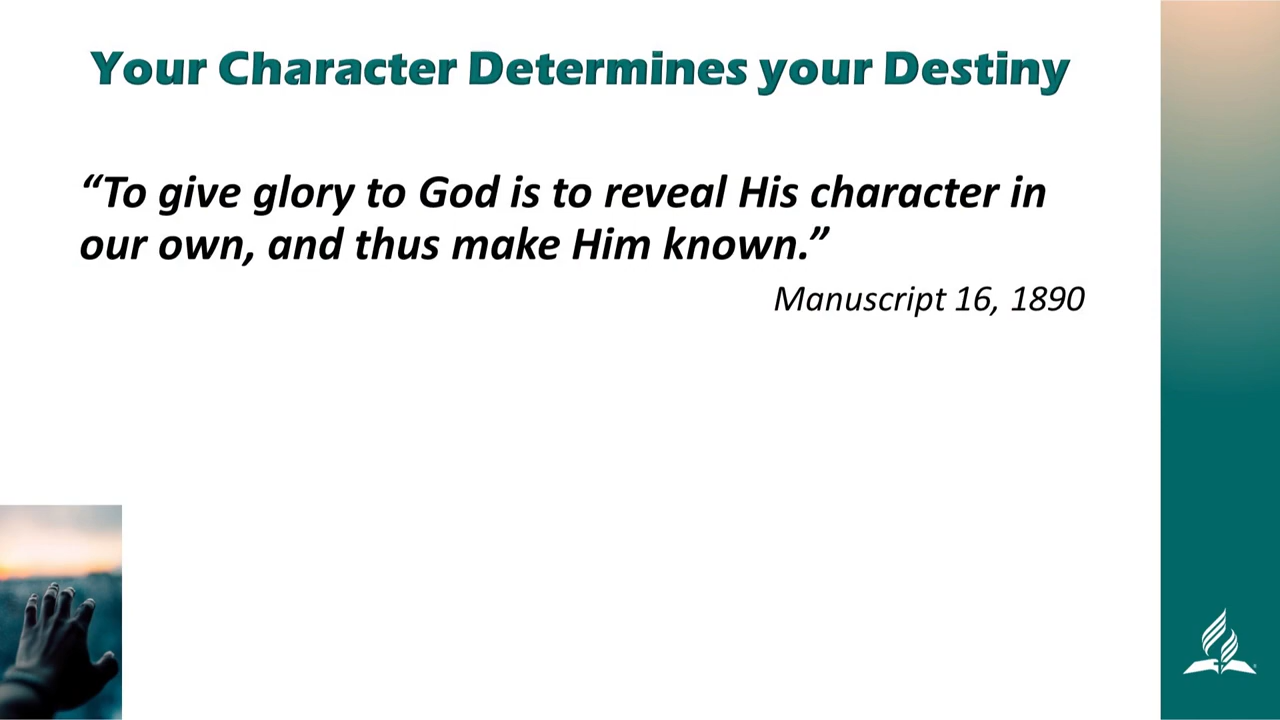 Your Character Determines your Destiny
“To give glory to God is to reveal His character in
our own, and thus make Him known.”
Manuscript 16, 1890